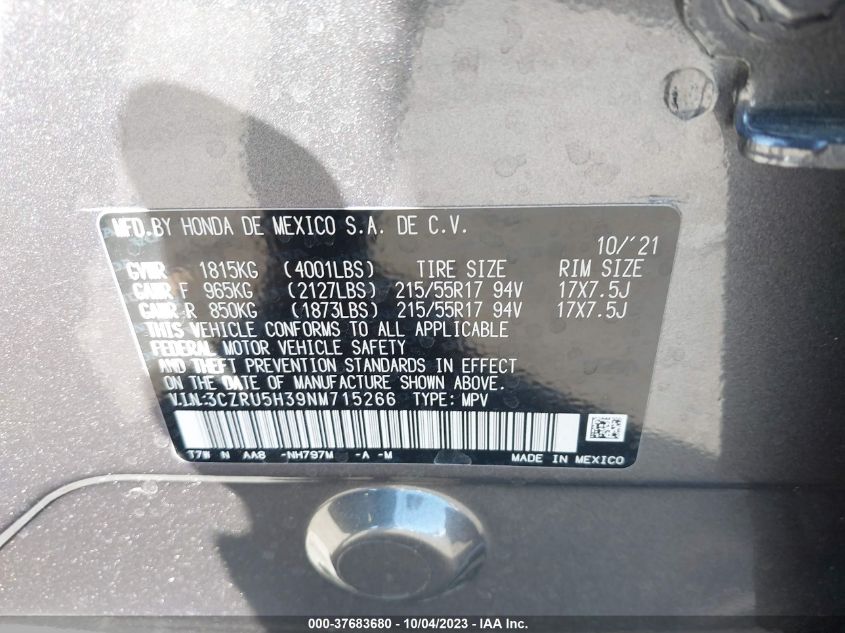 MFD.BY HONDA DE MEXICO S.A. DE C.V.
10/'21
GVWR 1815KG (4001LBS) TIRE SIZE RIM SIZE
GAWR F 965KG (2127LBS) 215/55R17 94V 17X7.5J
GAWR R 850KG (1873LBS) 215/55R17 94V 17X7.5J
THIS VEHICLE CONFORMS TO ALL APPLICABLE
FEDERAL MOTOR VEHICLE SAFETY
AND THEFT PREVENTION STANDARDS IN EFFECT
ON THE DATE OF MANUFACTURE SHOWN ABOVE.
V.I.N:3CZRU5H39NM715266 TYPE: MPV
T7W N AA8 -NH797M -A -M MADE IN MEXICO
000-37683680 - 10/04/2023 - IAA Inc.